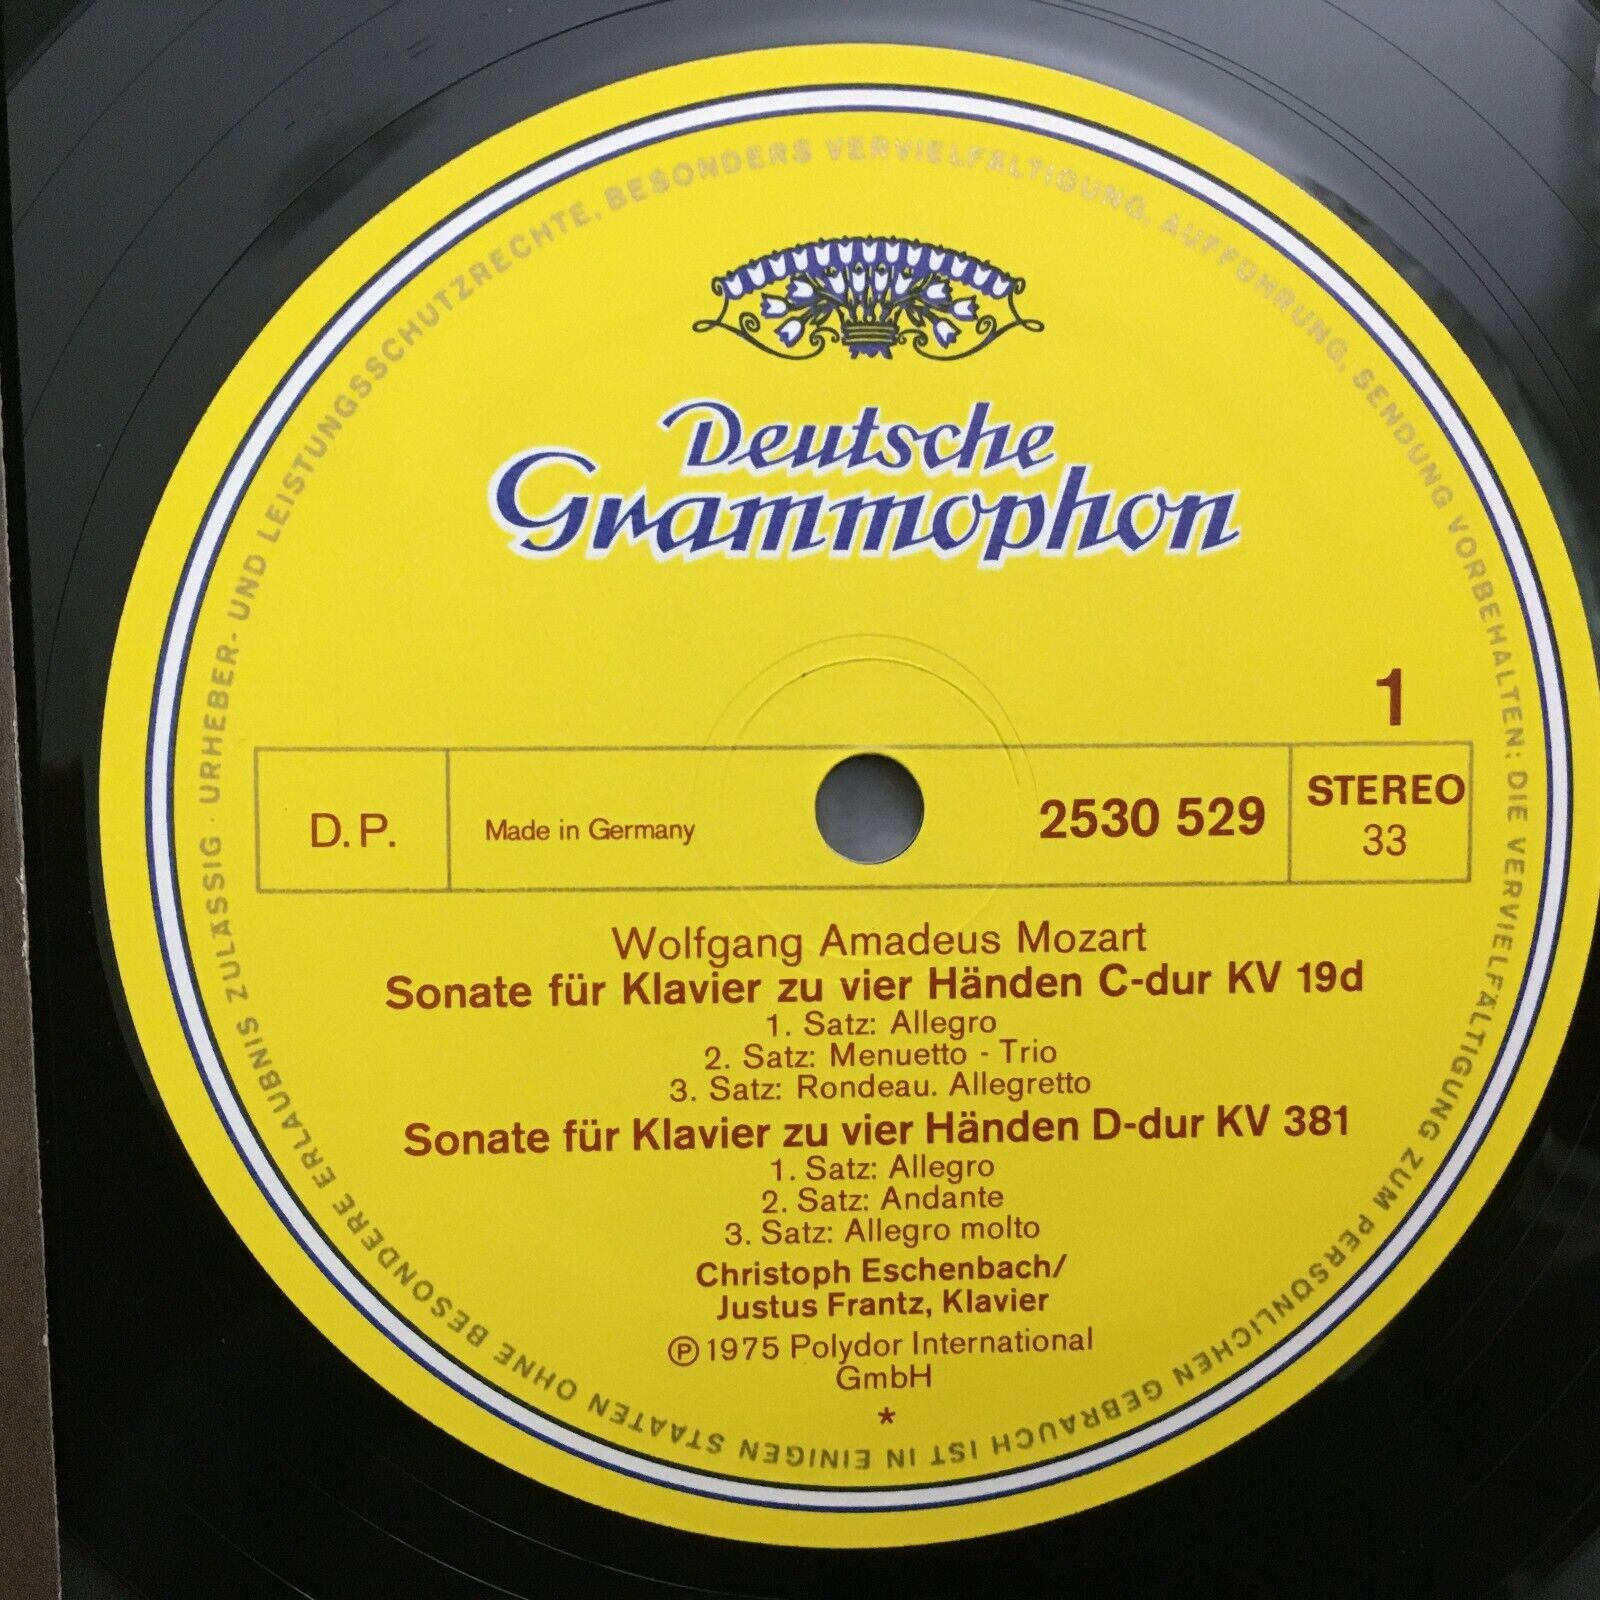 URHEBER- UND LEISTUNGSSCHUTZRECHTE, BESONDERS VERVIELFÄLTIGUNG, AUFFÜHRUNG, SENDUNG VORBEHALTEN: DIE VERVIELFÄLTIGUNG ZUM PERSÖNLICHEN GEBRAUCH IST IN EINIGEN STAATEN OHNE BESONDERE ERLAUBNIS ZULÄSSIG ·
Deutsche
Grammophon
1
D.P.
Made in Germany
2530 529
STEREO
33
Wolfgang Amadeus Mozart
Sonate für Klavier zu vier Händen C-dur KV 19d
1. Satz: Allegro
2. Satz: Menuetto - Trio
3. Satz: Rondeau. Allegretto
Sonate für Klavier zu vier Händen D-dur KV 381
1. Satz: Allegro
2. Satz: Andante
3. Satz: Allegro molto
Christoph Eschenbach/
Justus Frantz, Klavier
℗ 1975 Polydor International
GmbH
*